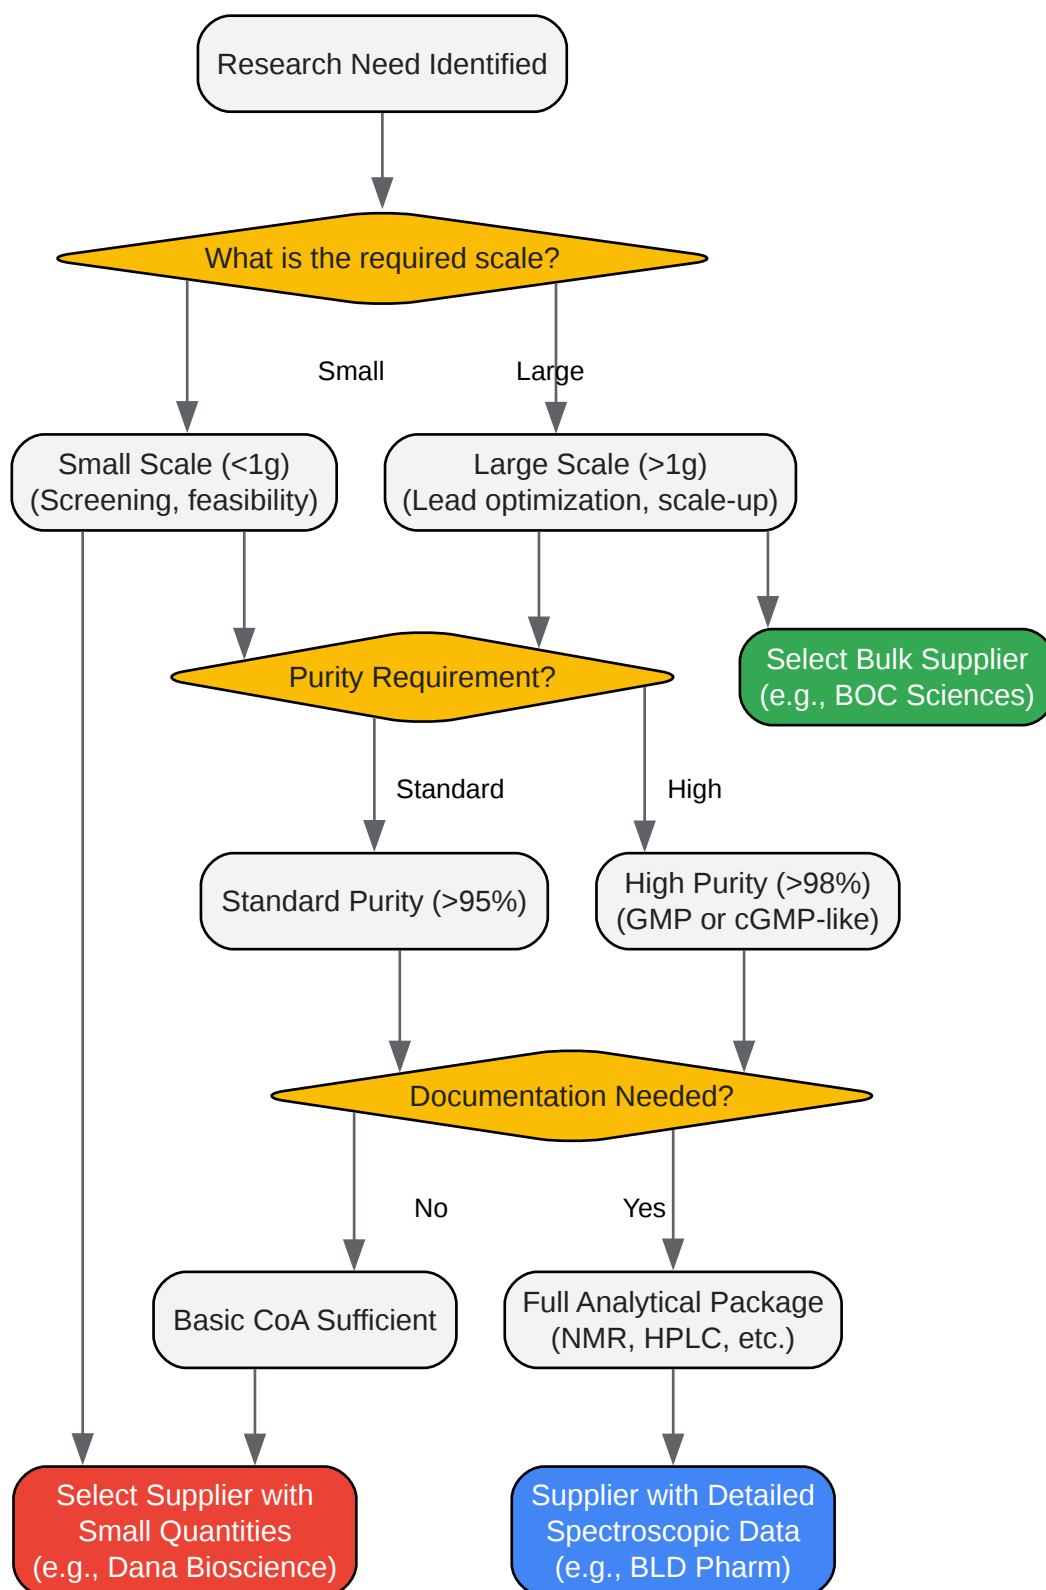 Research Need Identified
What is the required scale?
Small
Large
Small Scale (<1g)
(Screening, feasibility)
Large Scale (>1g)
(Lead optimization, scale-up)
Purity Requirement?
Select Bulk Supplier
(e.g., BOC Sciences)
Standard
High
Standard Purity (>95%)
High Purity (>98%)
(GMP or cGMP-like)
Documentation Needed?
No
Yes
Basic CoA Sufficient
Full Analytical Package
(NMR, HPLC, etc.)
Select Supplier with
Small Quantities
(e.g., Dana Bioscience)
Supplier with Detailed
Spectroscopic Data
(e.g., BLD Pharm)